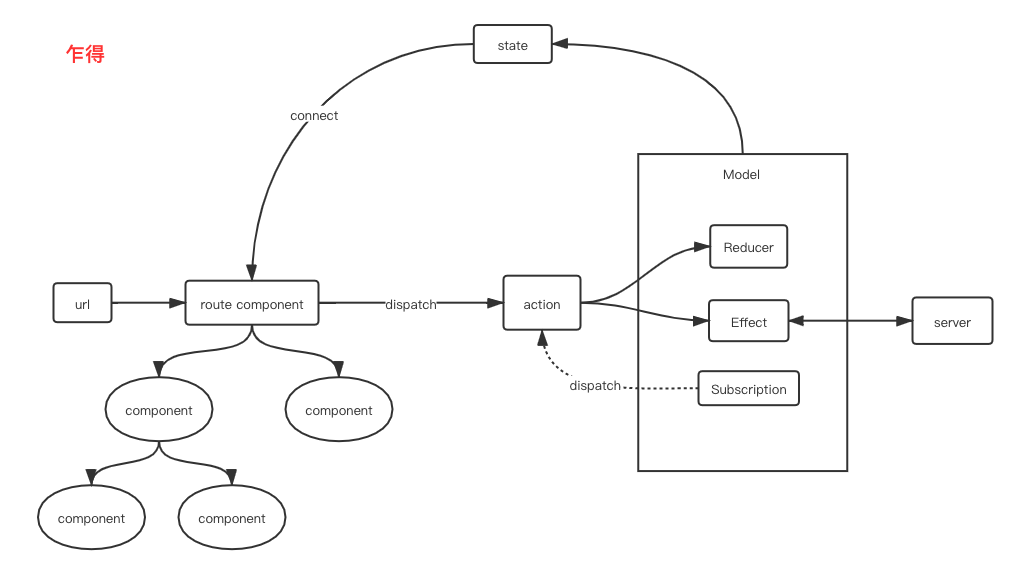 乍得
state
connect
Model
Reducer
url
route component
dispatch
action
Effect
server
dispatch
Subscription
component
component
component
component